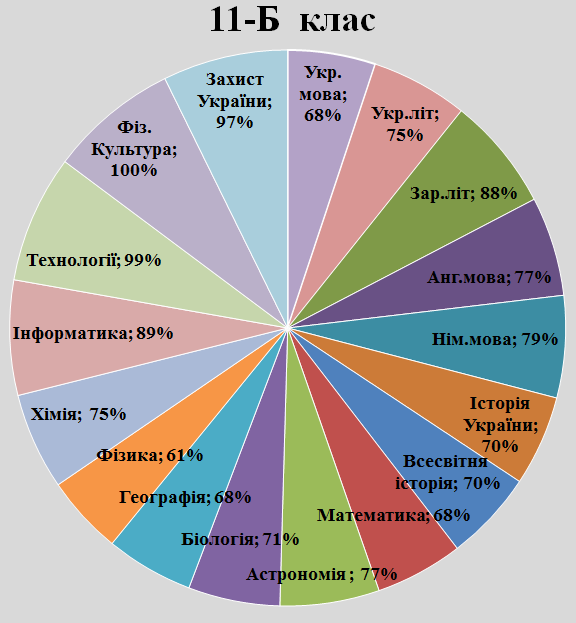 11-Б клас
Укр.
мова;
68%
Укр.літ;
75%
Зар.літ; 88%
Анг.мова; 77%
Нім.мова; 79%
Історія
України;
70%
Всесвітня
історія; 70%
Математика; 68%
Астрономія ; 77%
Біологія; 71%
Географія; 68%
Фізика; 61%
Хімія; 75%
Інформатика; 89%
Технології; 99%
Фіз.
Культура;
100%
Захист
України;
97%